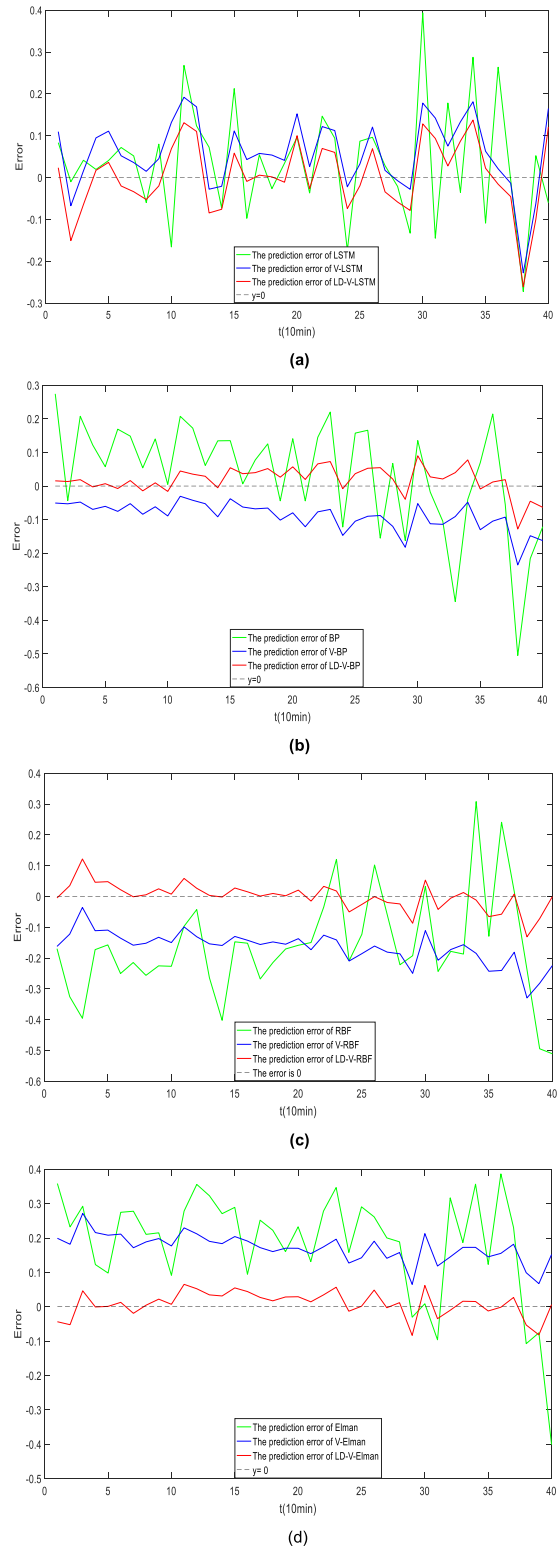 0.4
0.3
0.2
0.1
0
-0.1
-0.2
-0.3
Error
The prediction error of LSTM
The prediction error of V-LSTM
The prediction error of LD-V-LSTM
y=0
0 5 10 15 20 25 30 35 40
t(10min)
(a)
0.3
0.2
0.1
0
-0.1
-0.2
-0.3
-0.4
-0.5
-0.6
Error
The prediction error of BP
The prediction error of V-BP
The prediction error of LD-V-BP
y=0
0 5 10 15 20 25 30 35 40
t(10min)
(b)
0.4
0.3
0.2
0.1
0
-0.1
-0.2
-0.3
-0.4
-0.5
-0.6
Error
The prediction error of RBF
The prediction error of V-RBF
The prediction error of LD-V-RBF
The error is 0
0 5 10 15 20 25 30 35 40
t(10min)
(c)
0.4
0.3
0.2
0.1
0
-0.1
-0.2
-0.3
-0.4
-0.5
Error
The prediction error of Elman
The prediction error of V-Elman
The prediction error of LD-V-Elman
y= 0
0 5 10 15 20 25 30 35 40
t(10min)
(d)